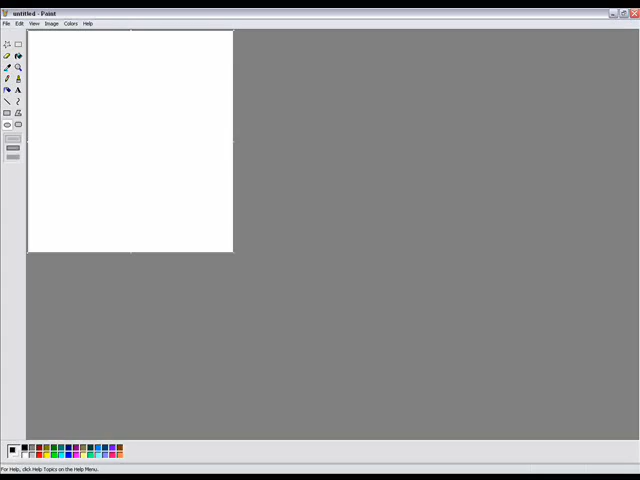 untitled - Paint
File Edit View Image Colors Help
A
For Help, click Help Topics on the Help Menu.